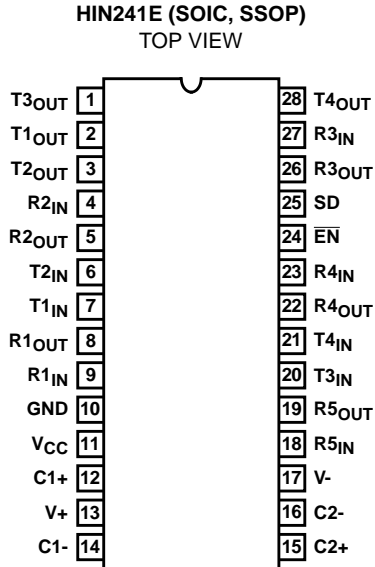 HIN241E (SOIC, SSOP)
TOP VIEW
T3OUT 1 28 T4OUT
T1OUT 2 27 R3IN
T2OUT 3 26 R3OUT
R2IN 4 25 SD
R2OUT 5 24 E̅N̅
T2IN 6 23 R4IN
T1IN 7 22 R4OUT
R1OUT 8 21 T4IN
R1IN 9 20 T3IN
GND 10 19 R5OUT
VCC 11 18 R5IN
C1+ 12 17 V-
V+ 13 16 C2-
C1- 14 15 C2+